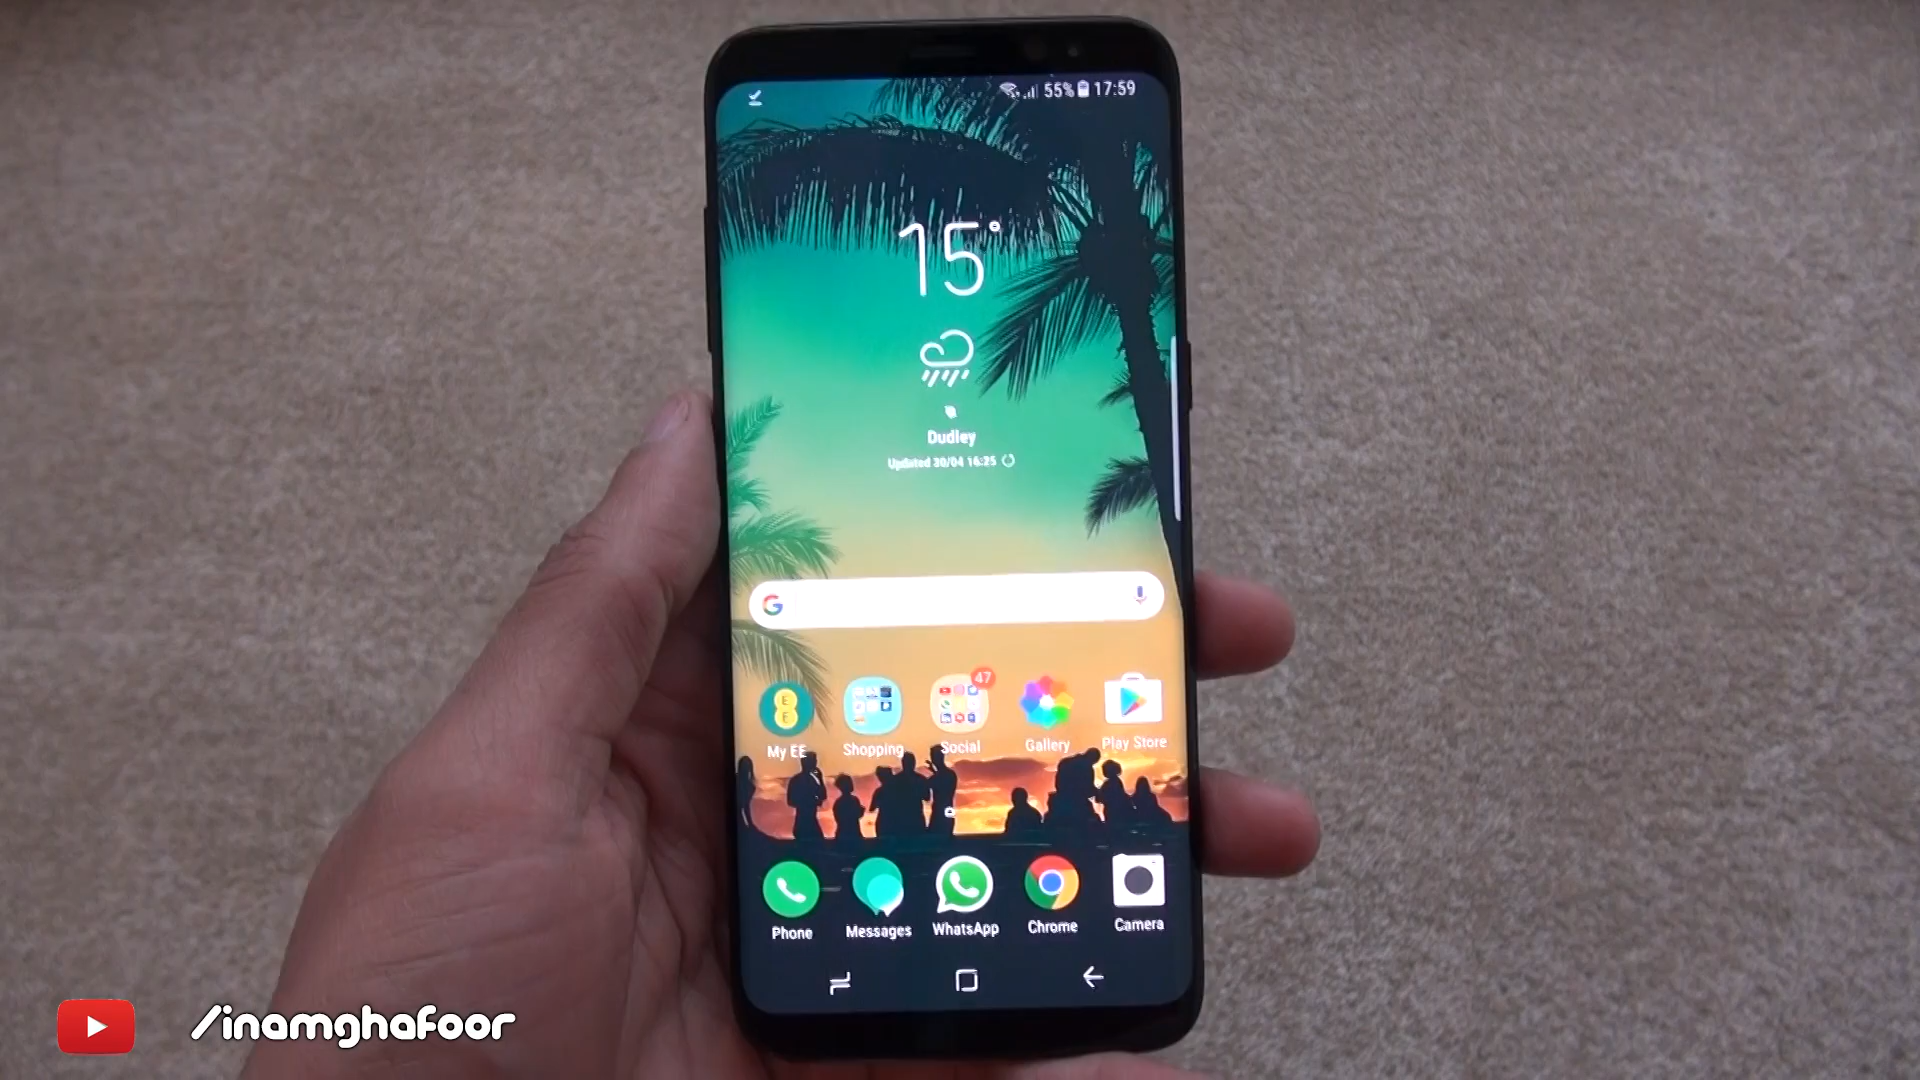 55% 17:59
15°
Dudley
Updated 30/04 16:25
G
47
E
E
My EE Shopping Social Gallery Play Store
Phone Messages WhatsApp Chrome Camera
/inamghafoor